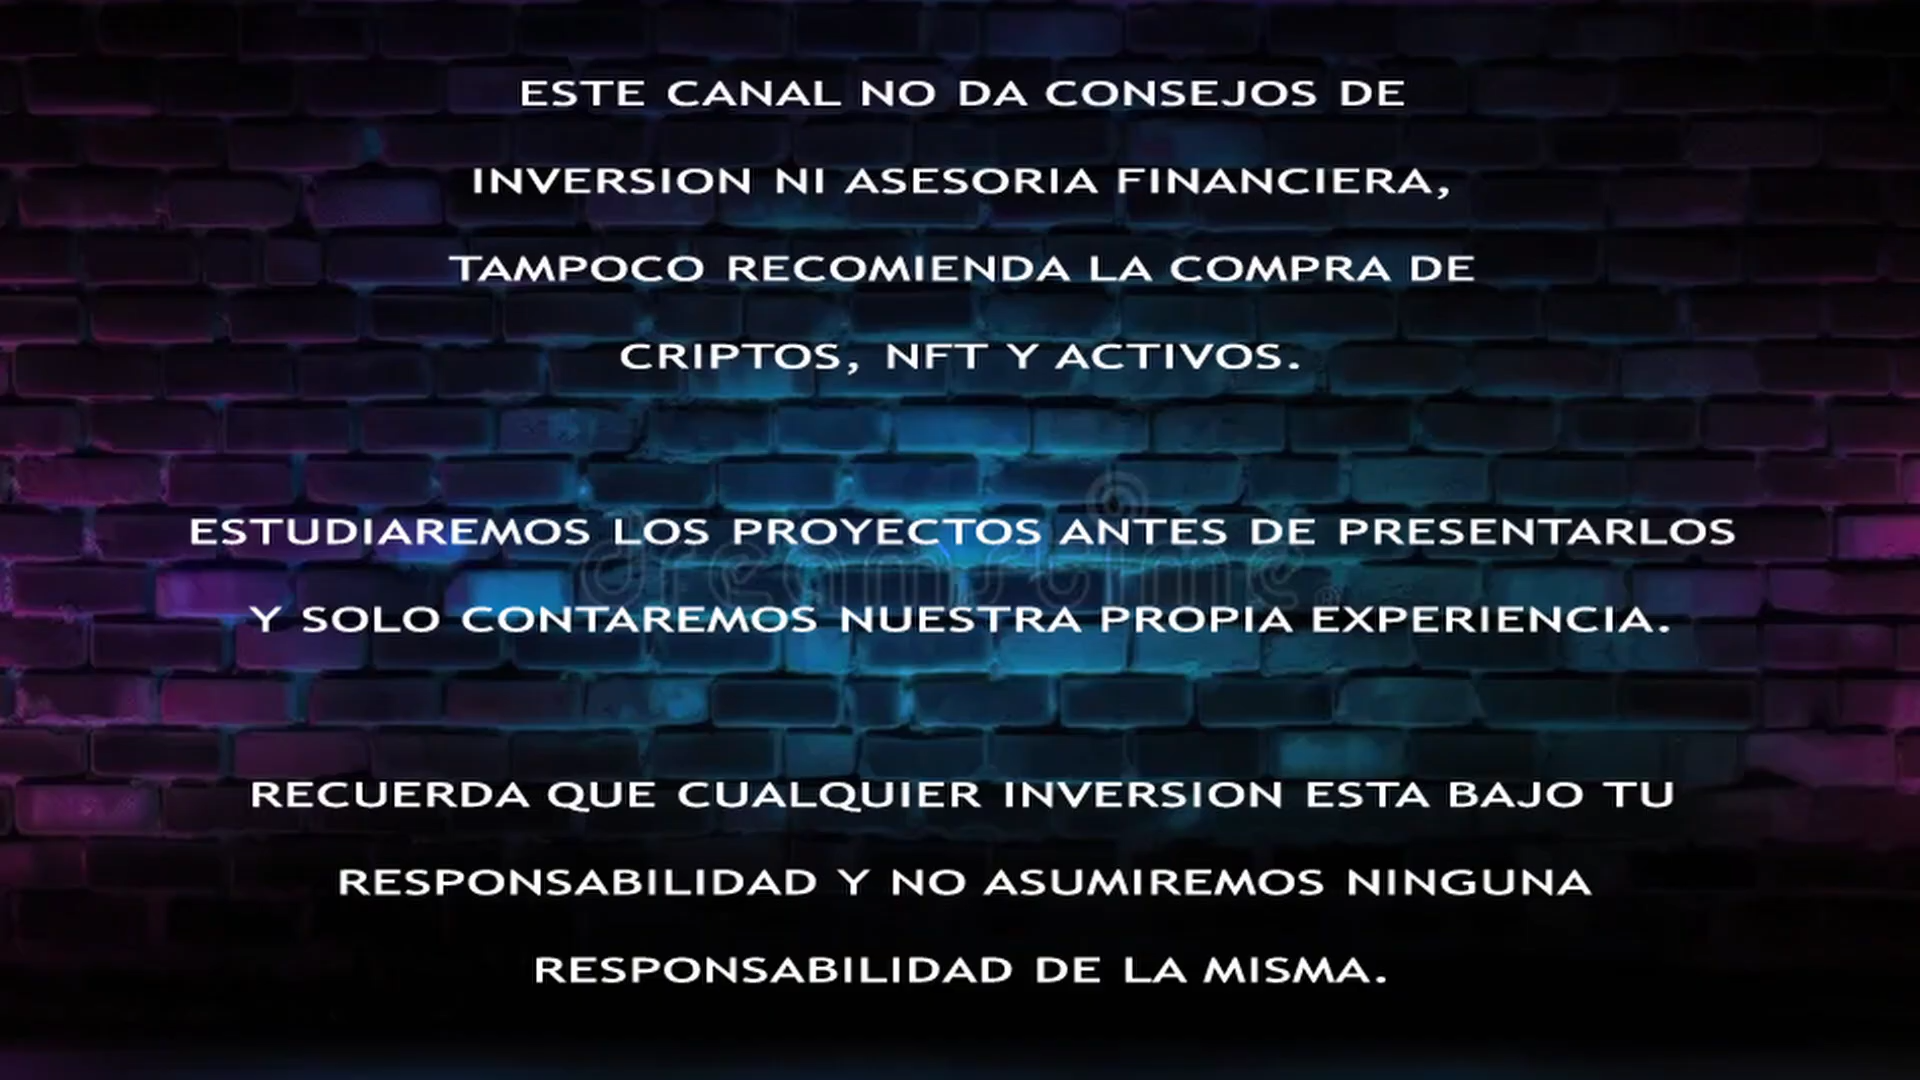 ESTE CANAL NO DA CONSEJOS DE
INVERSION NI ASESORIA FINANCIERA,
TAMPOCO RECOMIENDA LA COMPRA DE
CRIPTOS, NFT Y ACTIVOS.
ESTUDIAREMOS LOS PROYECTOS ANTES DE PRESENTARLOS
dreamstime
Y SOLO CONTAREMOS NUESTRA PROPIA EXPERIENCIA.
RECUERDA QUE CUALQUIER INVERSION ESTA BAJO TU
RESPONSABILIDAD Y NO ASUMIREMOS NINGUNA
RESPONSABILIDAD DE LA MISMA.